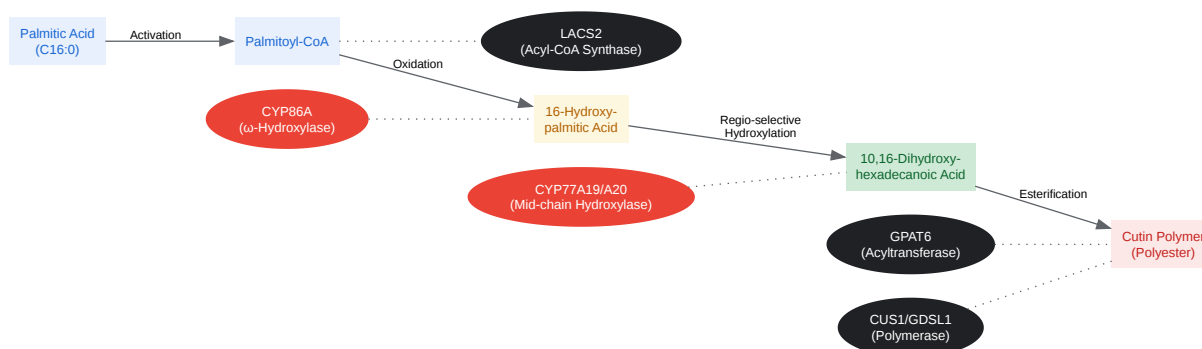 Palmitic Acid
(C16:0)
Activation
Palmitoyl-CoA
LACS2
(Acyl-CoA Synthase)
Oxidation
CYP86A
(ω-Hydroxylase)
16-Hydroxy-
palmitic Acid
Regio-selective
Hydroxylation
CYP77A19/A20
(Mid-chain Hydroxylase)
10,16-Dihydroxy-
hexadecanoic Acid
Esterification
GPAT6
(Acyltransferase)
Cutin Polymer
(Polyester)
CUS1/GDSL1
(Polymerase)